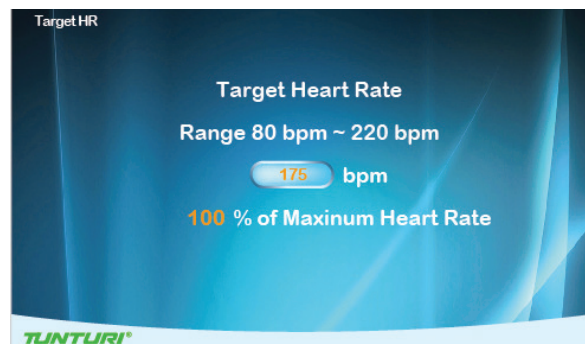 Target HR
Target Heart Rate
Range 80 bpm ~ 220 bpm
175 bpm
100 % of Maxinum Heart Rate
TUNTURI®